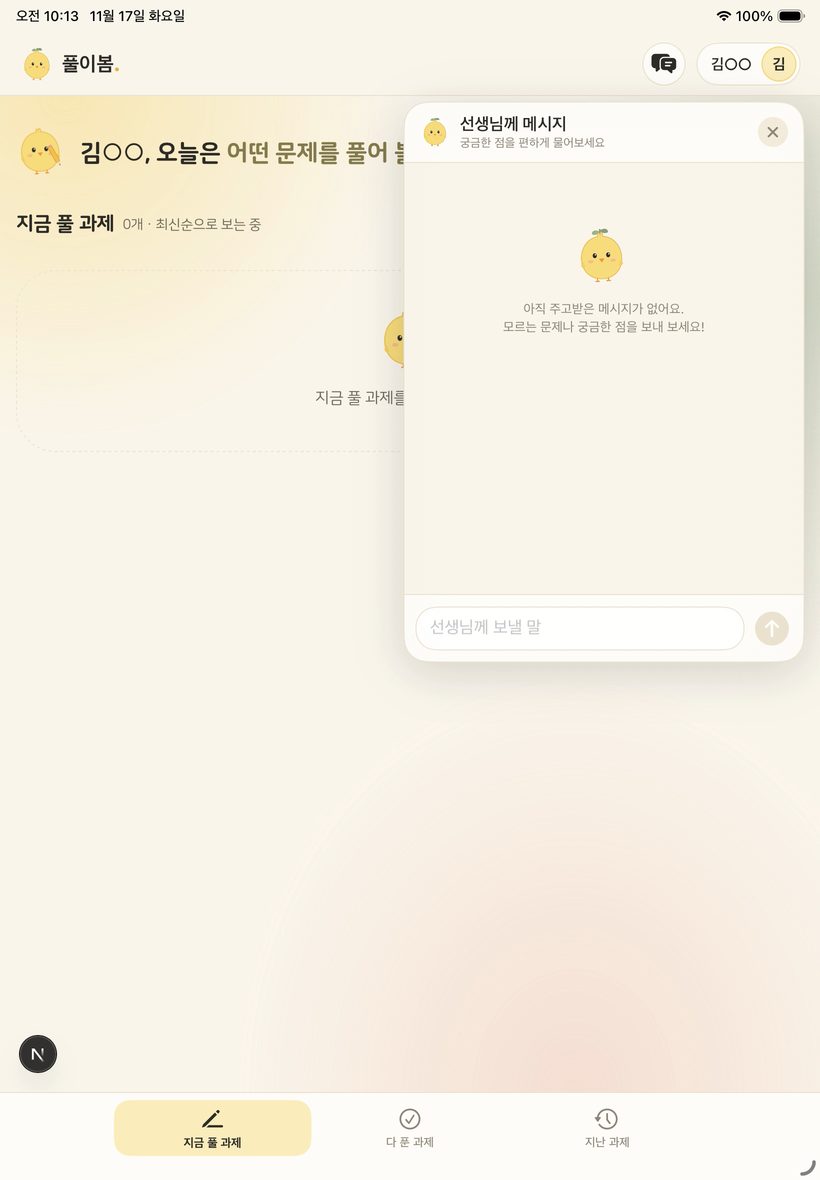 오전 10:13 11월 17일 화요일
100%
풀이봄.
김○○ 김
김○○, 오늘은 어떤 문제를 풀어
지금 풀 과제 0개 · 최신순으로 보는 중
지금 풀 과제를
선생님께 메시지
궁금한 점을 편하게 물어보세요
아직 주고받은 메시지가 없어요.
모르는 문제나 궁금한 점을 보내 보세요!
선생님께 보낼 말
N
지금 풀 과제
다 푼 과제
지난 과제